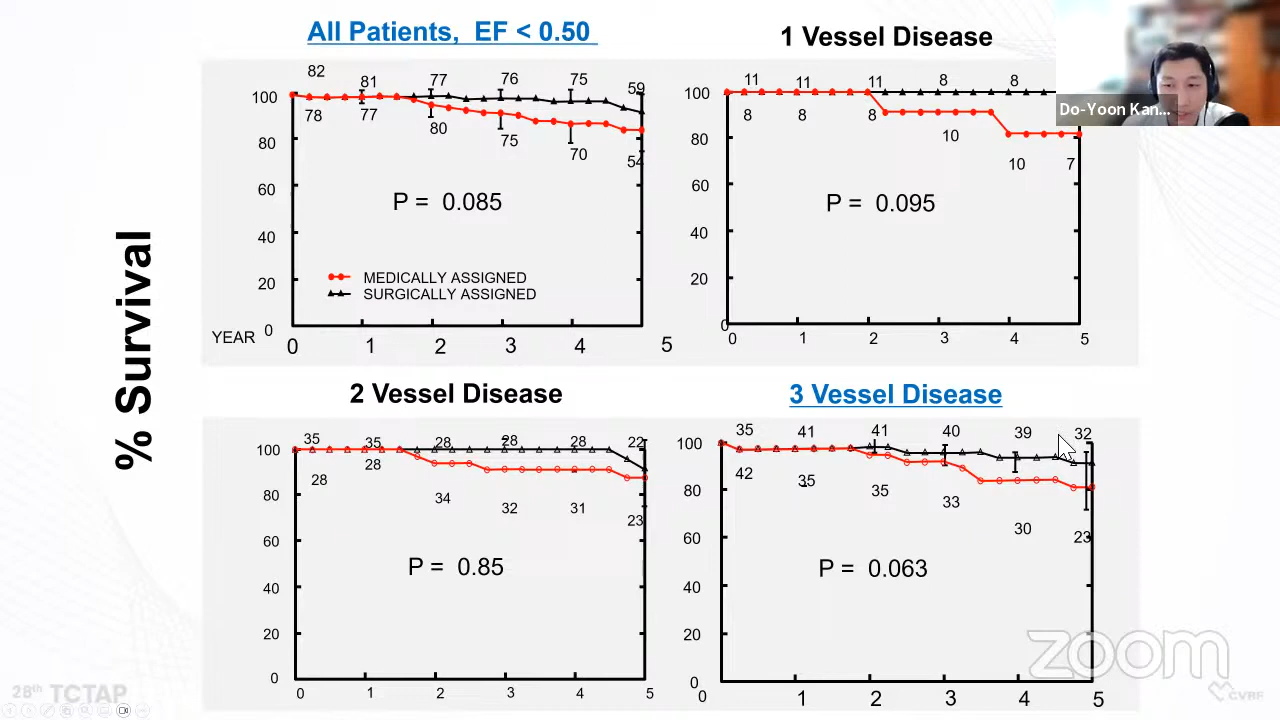 All Patients, EF < 0.50
1 Vessel Disease
Do-Yoon Kan...
82 81 77 76 75 59
100
78 77 80 75 70 54
80
60
P = 0.085
40
MEDICALLY ASSIGNED
20
SURGICALLY ASSIGNED
0
YEAR
0 1 2 3 4 5
11 11 11 8 8
100
8 8 8 10 10 7
80
60
P = 0.095
40
20
0
0 1 2 3 4 5
% Survival
2 Vessel Disease
3 Vessel Disease
35 35 28 28 28 22
100
28 28 34 32 31 23
80
60
P = 0.85
40
20
0
0 1 2 3 4 5
35 41 41 40 39 32
100
42 35 35 33 30 23
80
60
P = 0.063
40
20
0
0 1 2 3 4 5
zoom
28th TCTAP
CVRF